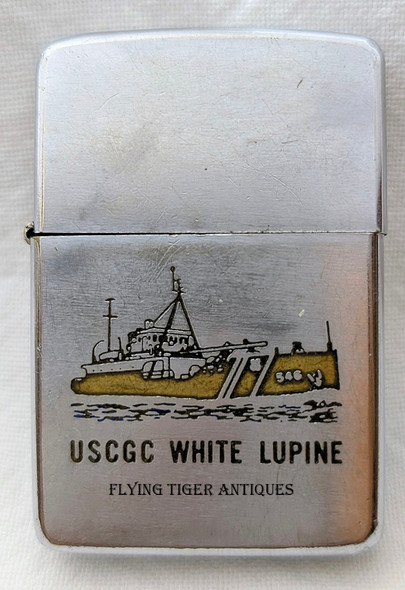 546 W
USCGC WHITE LUPINE
FLYING TIGER ANTIQUES